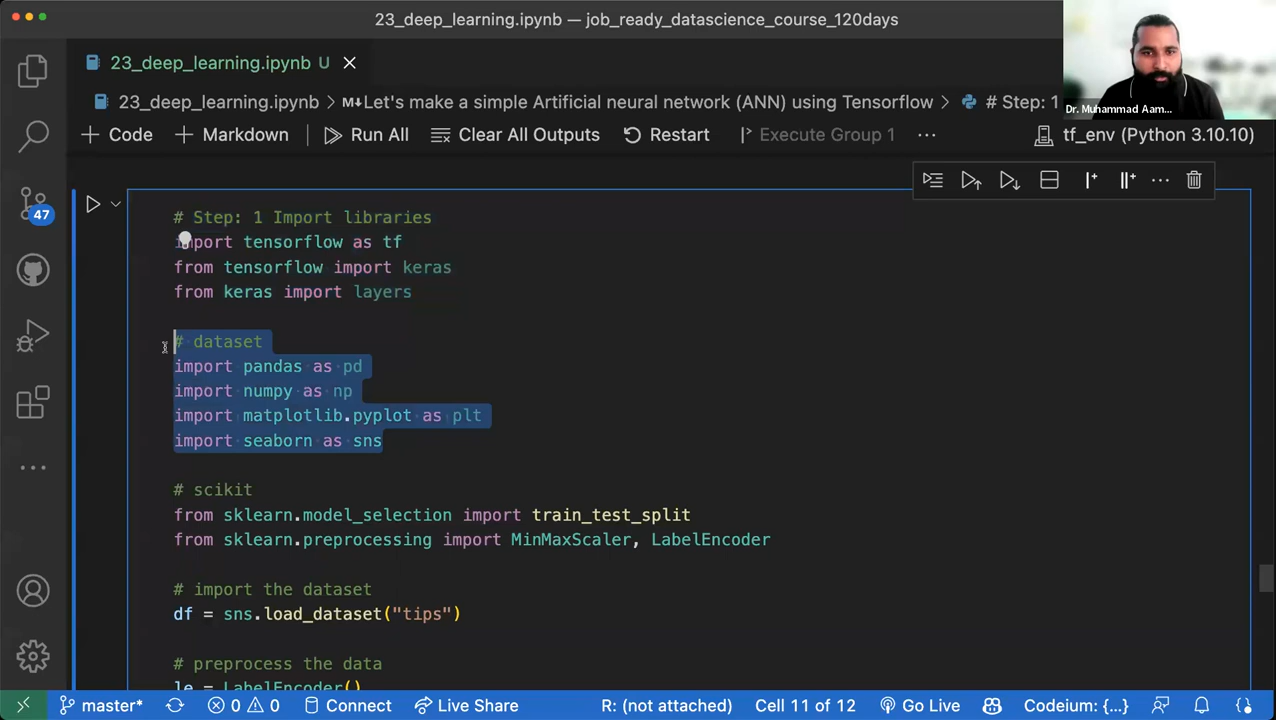 23_deep_learning.ipynb — job_ready_datascience_course_120days
23_deep_learning.ipynb U
23_deep_learning.ipynb > M↓Let's make a simple Artificial neural network (ANN) using Tensorflow > # Step: 1
Dr. Muhammad Aam...
+ Code + Markdown Run All Clear All Outputs Restart Execute Group 1 ... tf_env (Python 3.10.10)
# Step: 1 Import libraries
import tensorflow as tf
from tensorflow import keras
from keras import layers
# dataset
import pandas as pd
import numpy as np
import matplotlib.pyplot as plt
import seaborn as sns
# scikit
from sklearn.model_selection import train_test_split
from sklearn.preprocessing import MinMaxScaler, LabelEncoder
# import the dataset
df = sns.load_dataset("tips")
# preprocess the data
le = LabelEncoder()
47
master* 0 0 Connect Live Share R: (not attached) Cell 11 of 12 Go Live Codeium: {...}